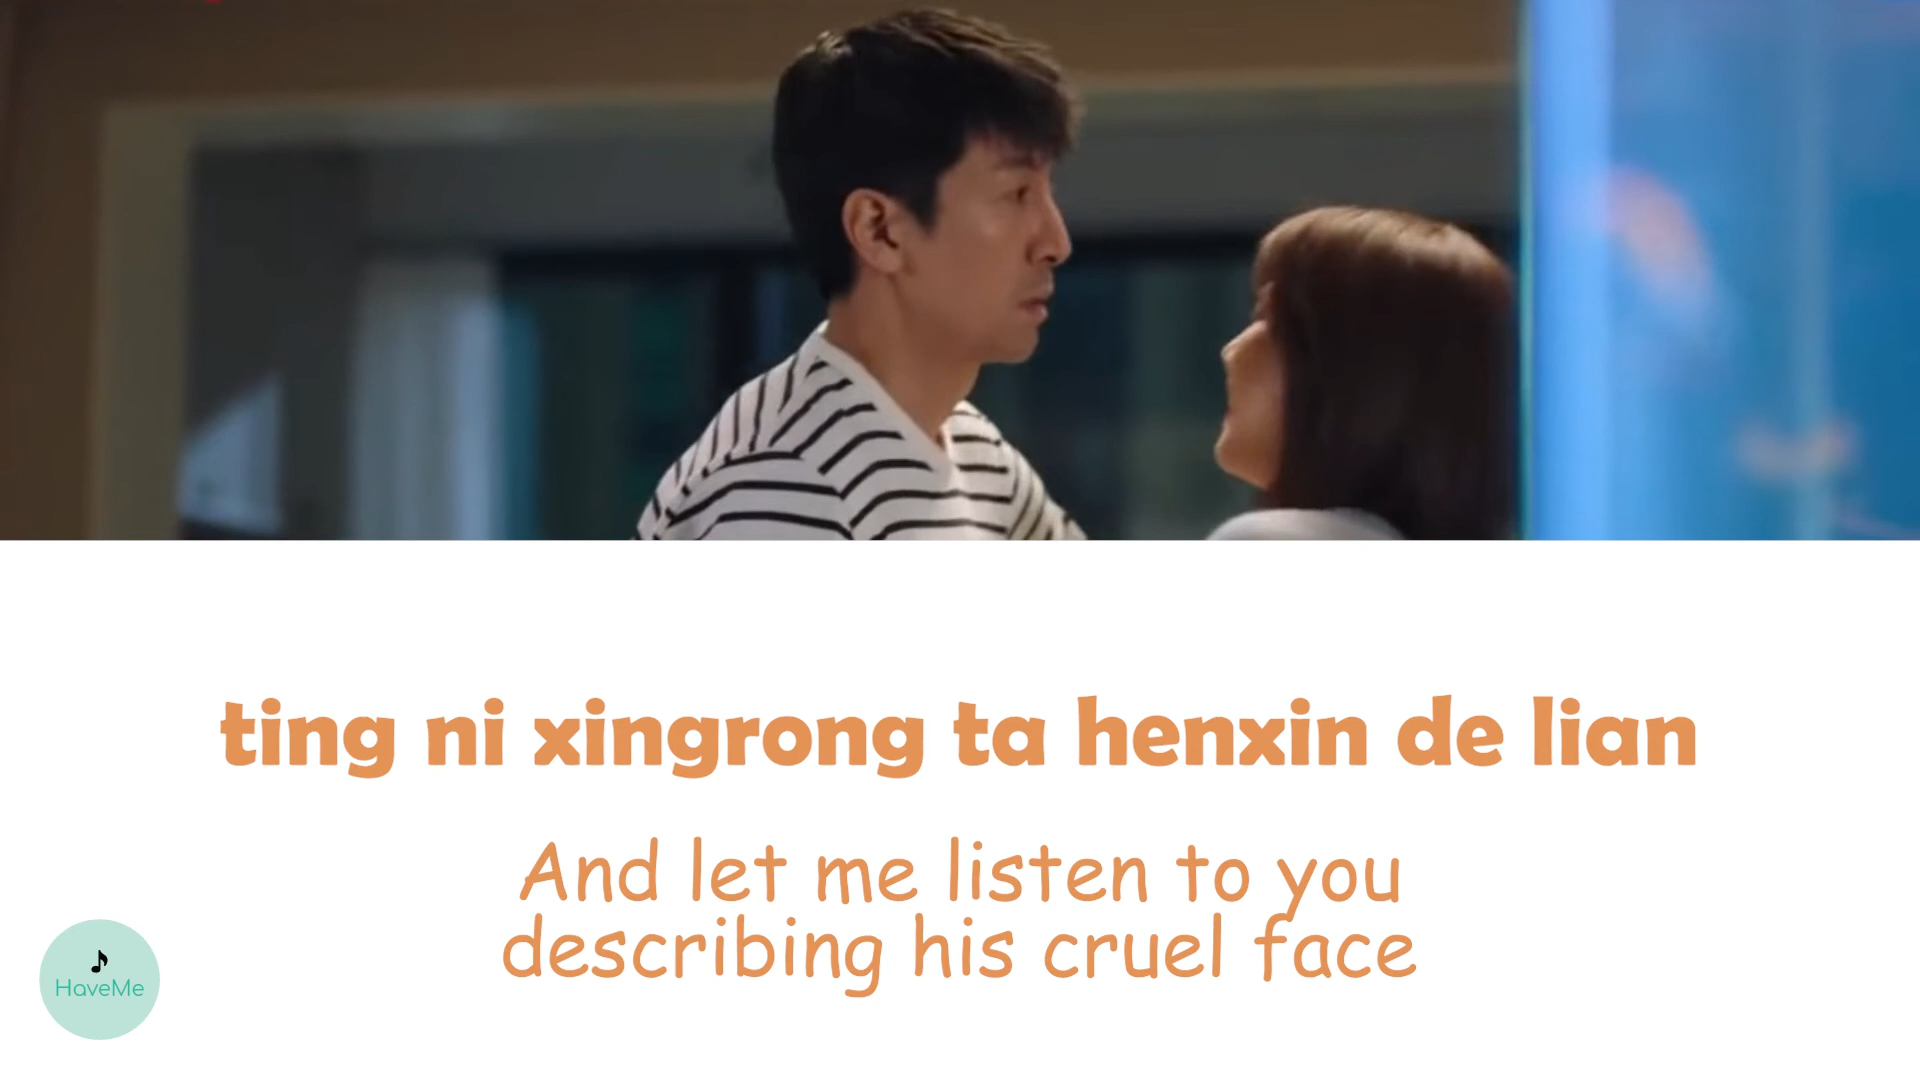 ting ni xingrong ta henxin de lian
And let me listen to you
describing his cruel face
HaveMe